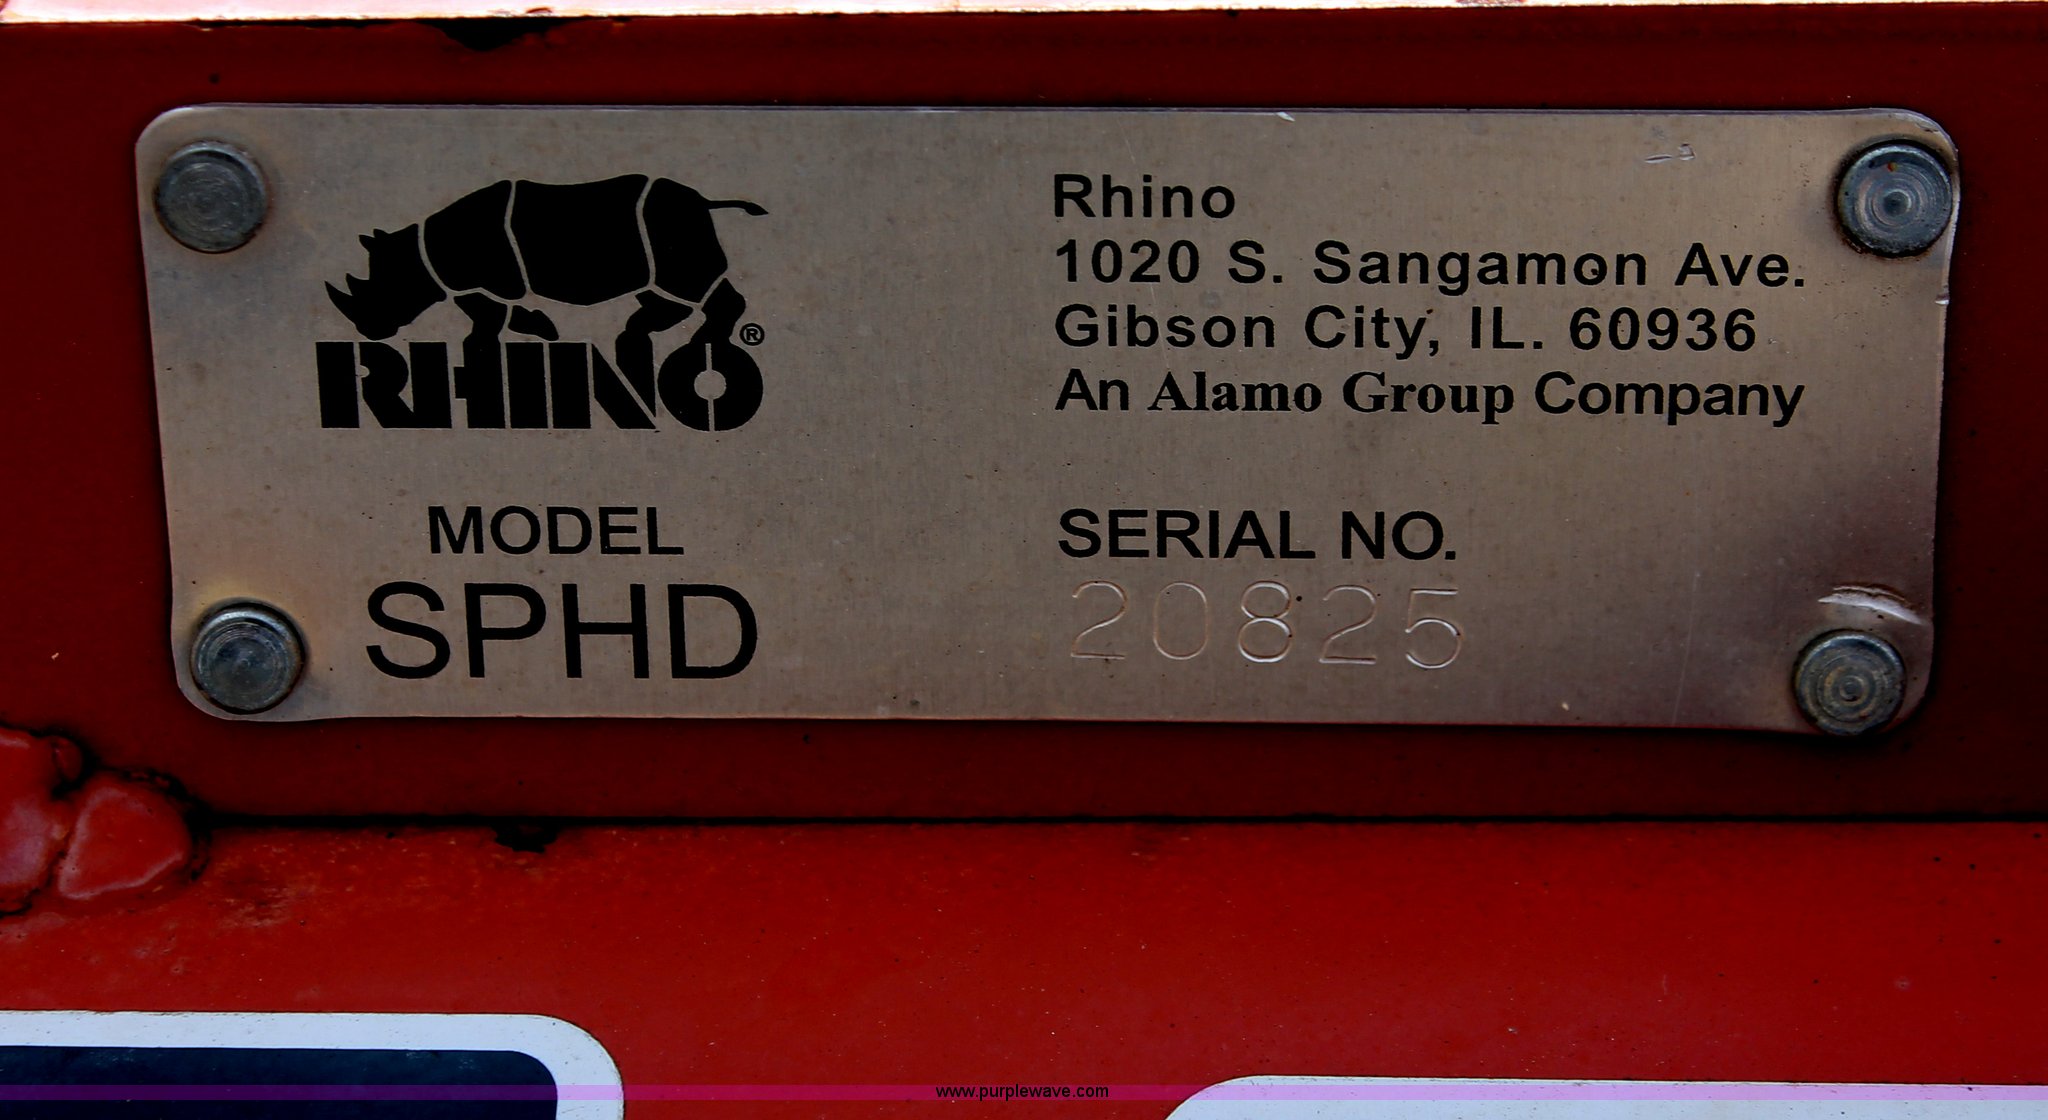 RHINO®
Rhino
1020 S. Sangamon Ave.
Gibson City, IL. 60936
An Alamo Group Company
MODEL
SPHD
SERIAL NO.
20825
www.purplewave.com